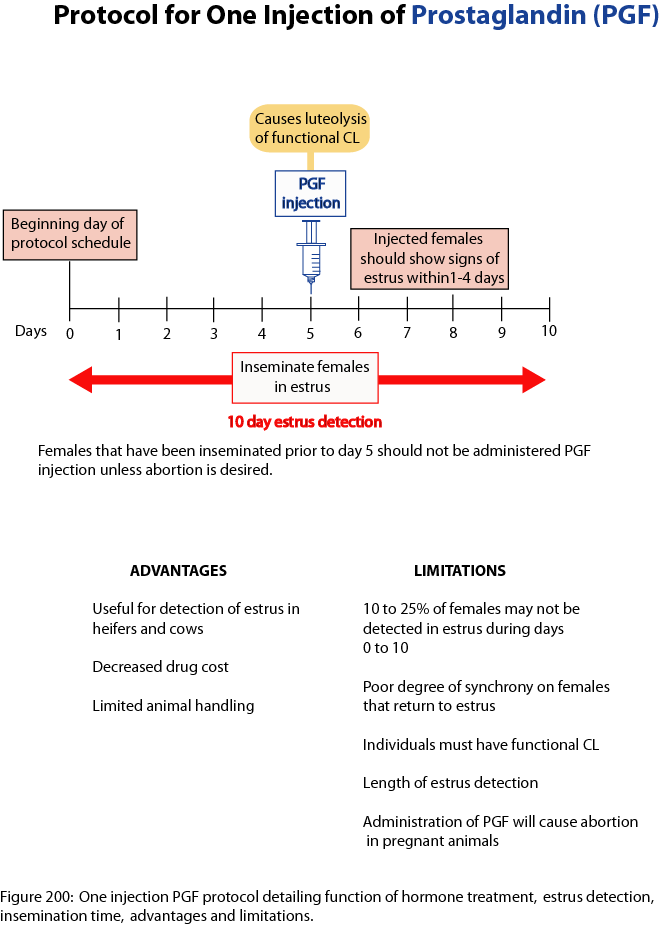 Protocol for One Injection of Prostaglandin (PGF)
Causes luteolysis
of functional CL
PGF
injection
Beginning day of
protocol schedule
Injected females
should show signs of
estrus within1-4 days
Days 0 1 2 3 4 5 6 7 8 9 10
Inseminate females
in estrus
10 day estrus detection
Females that have been inseminated prior to day 5 should not be administered PGF
injection unless abortion is desired.
ADVANTAGES
Useful for detection of estrus in
heifers and cows
Decreased drug cost
Limited animal handling
LIMITATIONS
10 to 25% of females may not be
detected in estrus during days
0 to 10
Poor degree of synchrony on females
that return to estrus
Individuals must have functional CL
Length of estrus detection
Administration of PGF will cause abortion
in pregnant animals
Figure 200: One injection PGF protocol detailing function of hormone treatment, estrus detection,
insemination time, advantages and limitations.